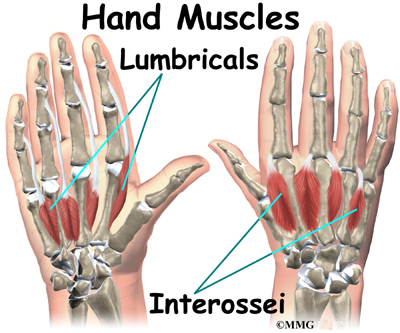 Hand Muscles
Lumbricals
Interossei
©MMG